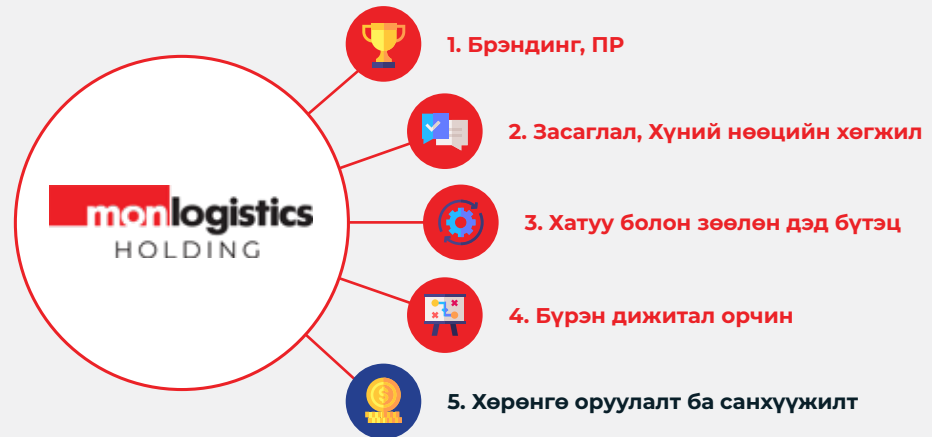 1. Брэндинг, ПР
2. Засаглал, Хүний нөөцийн хөгжил
monlogistics
HOLDING
3. Хатуу болон зөөлөн дэд бүтэц
4. Бүрэн дижитал орчин
5. Хөрөнгө оруулалт ба санхүүжилт